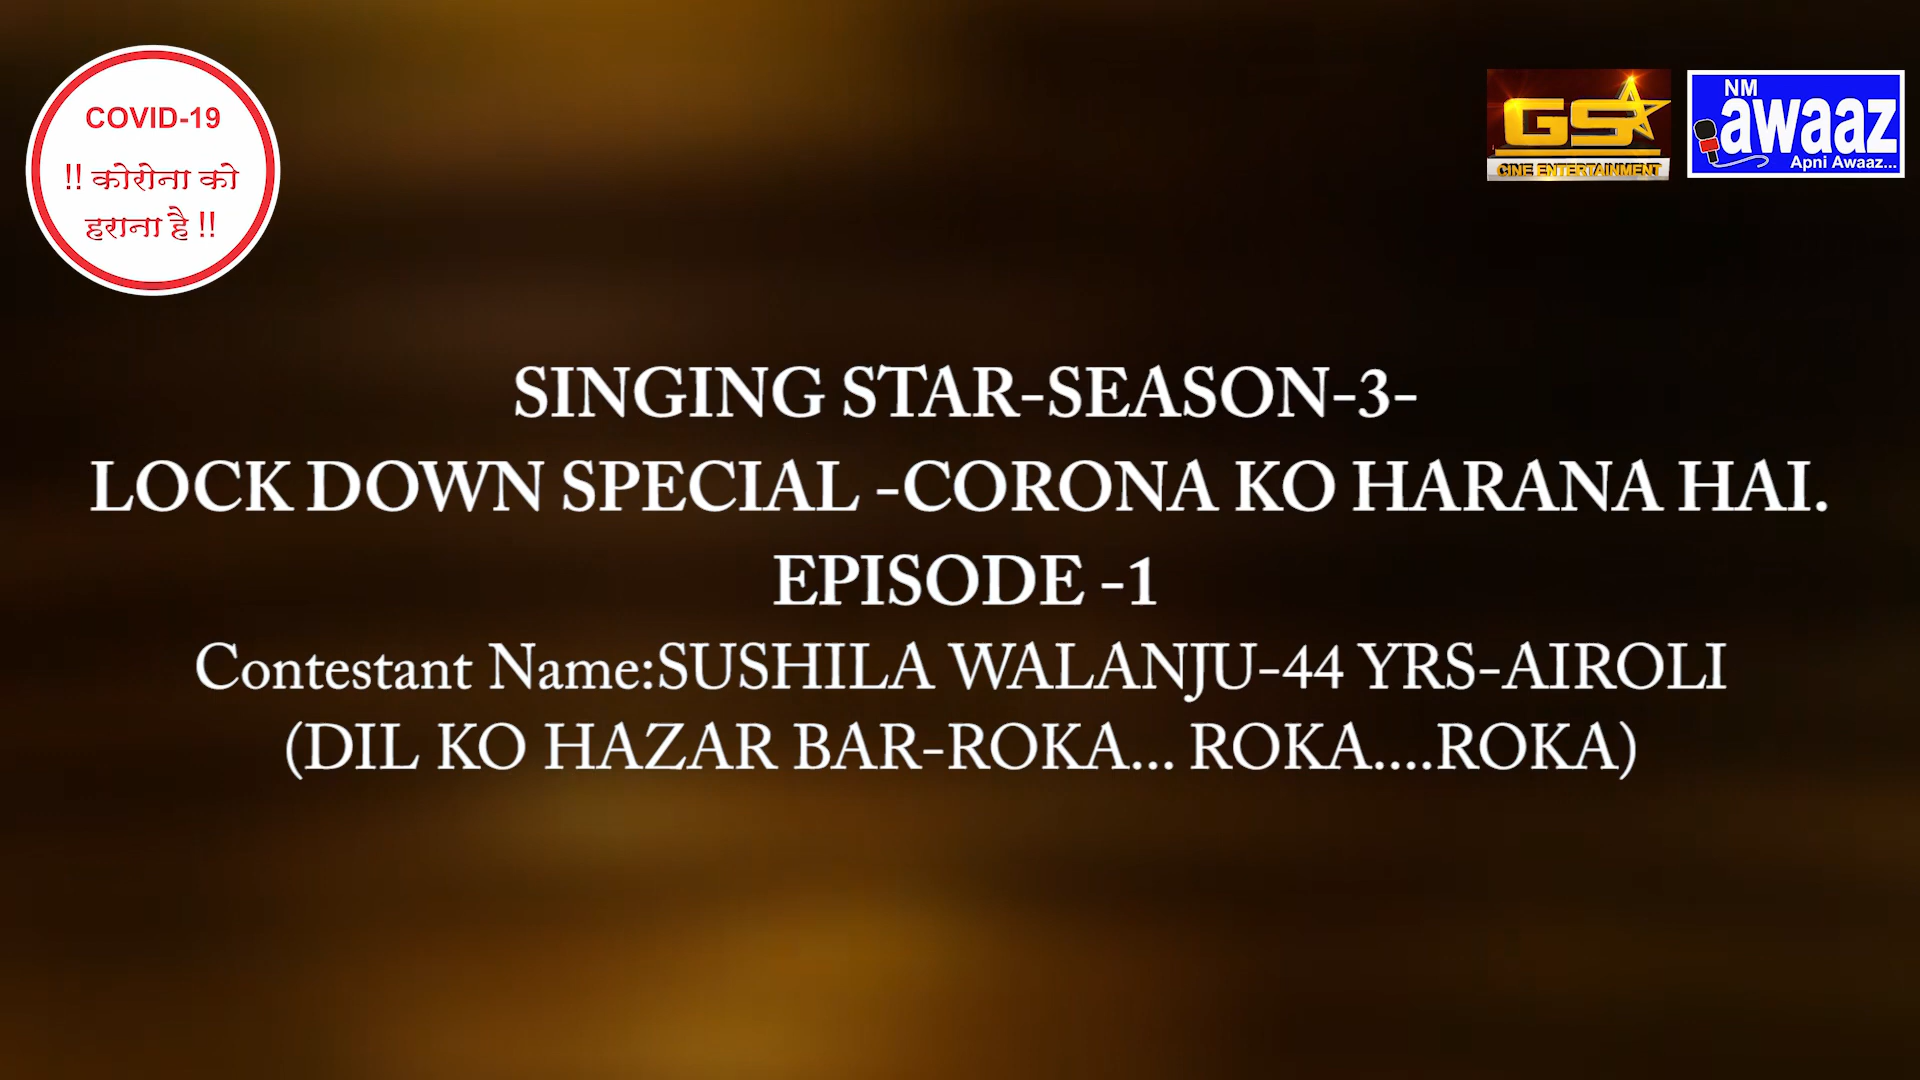 COVID-19
!! कोरोना को
हराना है !!
GS
CINE ENTERTAINMENT
NM
awaaz
Apni Awaaz...
SINGING STAR-SEASON-3-
LOCK DOWN SPECIAL -CORONA KO HARANA HAI.
EPISODE -1
Contestant Name:SUSHILA WALANJU-44 YRS-AIROLI
(DIL KO HAZAR BAR-ROKA... ROKA....ROKA)